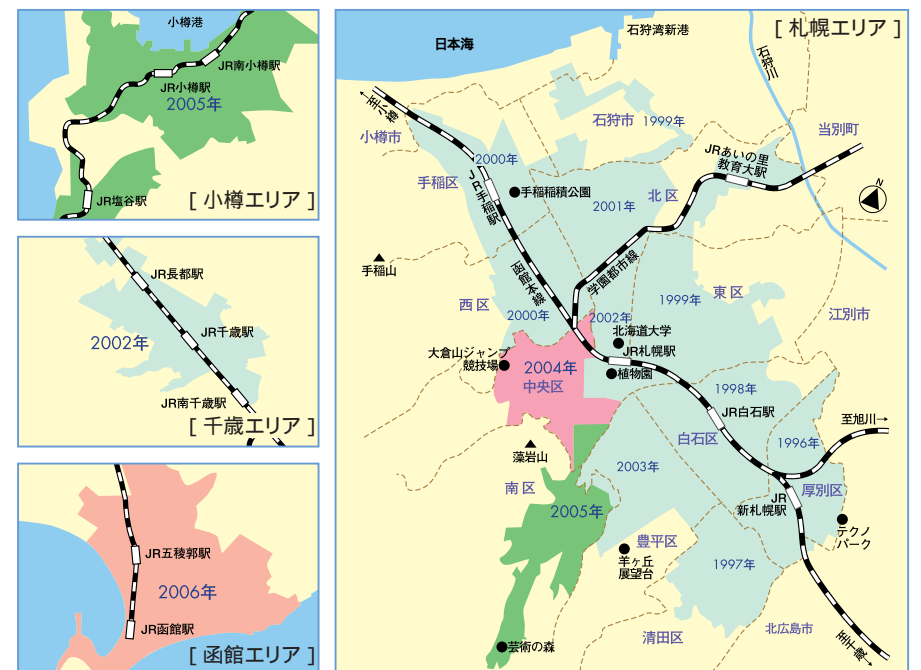 小樽港
JR南小樽駅
JR小樽駅
2005年
JR塩谷駅
[ 小樽エリア ]
JR長都駅
2002年
JR千歳駅
JR南千歳駅
[ 千歳エリア ]
JR五稜郭駅
2006年
JR函館駅
[ 函館エリア ]
[ 札幌エリア ]
日本海
石狩湾新港
石狩川
←至小樽
小樽市
石狩市
1999年
当別町
JRあいの里
教育大駅
2000年
手稲区
JR手稲駅
手稲稲積公園
北区
2001年
N
手稲山
函館本線
学園都市線
西区
2000年
2002年
1999年
東区
江別市
北海道大学
大倉山ジャンプ
競技場
JR札幌駅
2004年
中央区
植物園
1998年
JR白石駅
至旭川→
白石区
1996年
藻岩山
2003年
南区
2005年
厚別区
JR
新札幌駅
テクノ
パーク
豊平区
羊ヶ丘
展望台
1997年
清田区
北広島市
至千歳→
芸術の森